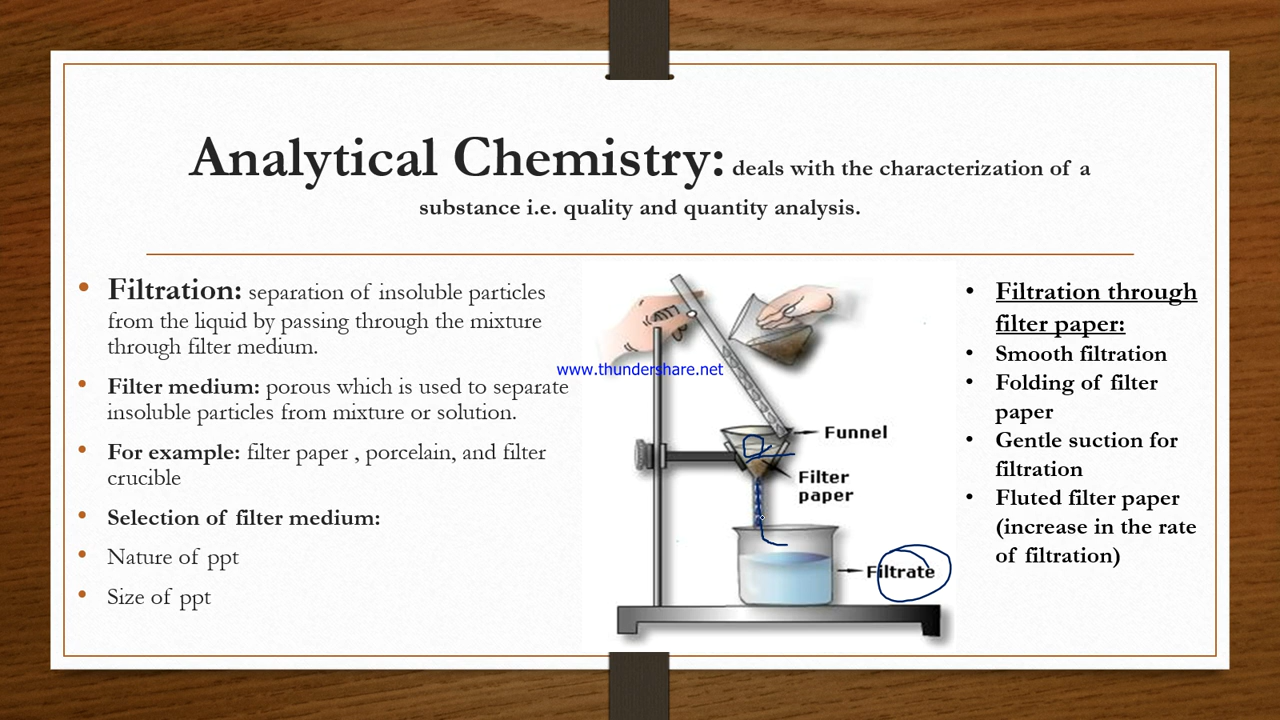 Analytical Chemistry: deals with the characterization of a
substance i.e. quality and quantity analysis.
• Filtration: separation of insoluble particles
from the liquid by passing through the mixture
through filter medium.
• Filter medium: porous which is used to separate
insoluble particles from mixture or solution.
• For example: filter paper , porcelain, and filter
crucible
• Selection of filter medium:
• Nature of ppt
• Size of ppt
www.thundershare.net
Funnel
Filter
paper
Filtrate
• Filtration through
filter paper:
• Smooth filtration
• Folding of filter
paper
• Gentle suction for
filtration
• Fluted filter paper
(increase in the rate
of filtration)